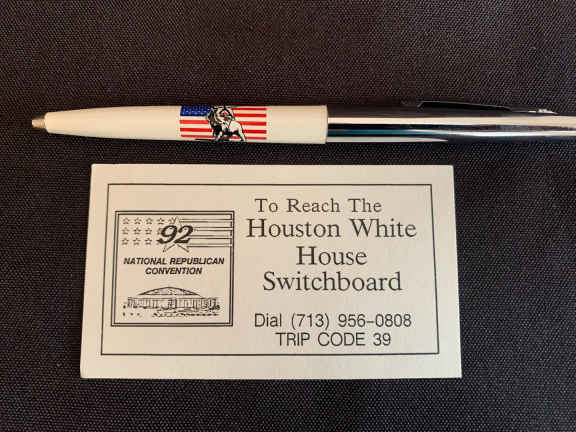 92
NATIONAL REPUBLICAN
CONVENTION
To Reach The
Houston White
House
Switchboard
Dial (713) 956-0808
TRIP CODE 39